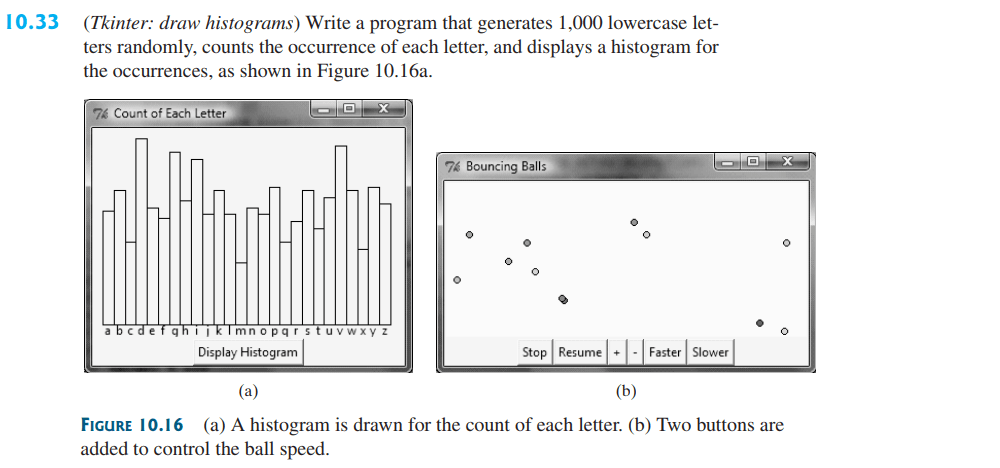 10.33 (Tkinter: draw histograms) Write a program that generates 1,000 lowercase let-
ters randomly, counts the occurrence of each letter, and displays a histogram for
the occurrences, as shown in Figure 10.16a.
Count of Each Letter
a b c d e f g h i j k l m n o p q r s t u v w x y z
Display Histogram
(a)
Bouncing Balls
Stop Resume + - Faster Slower
(b)
FIGURE 10.16 (a) A histogram is drawn for the count of each letter. (b) Two buttons are
added to control the ball speed.